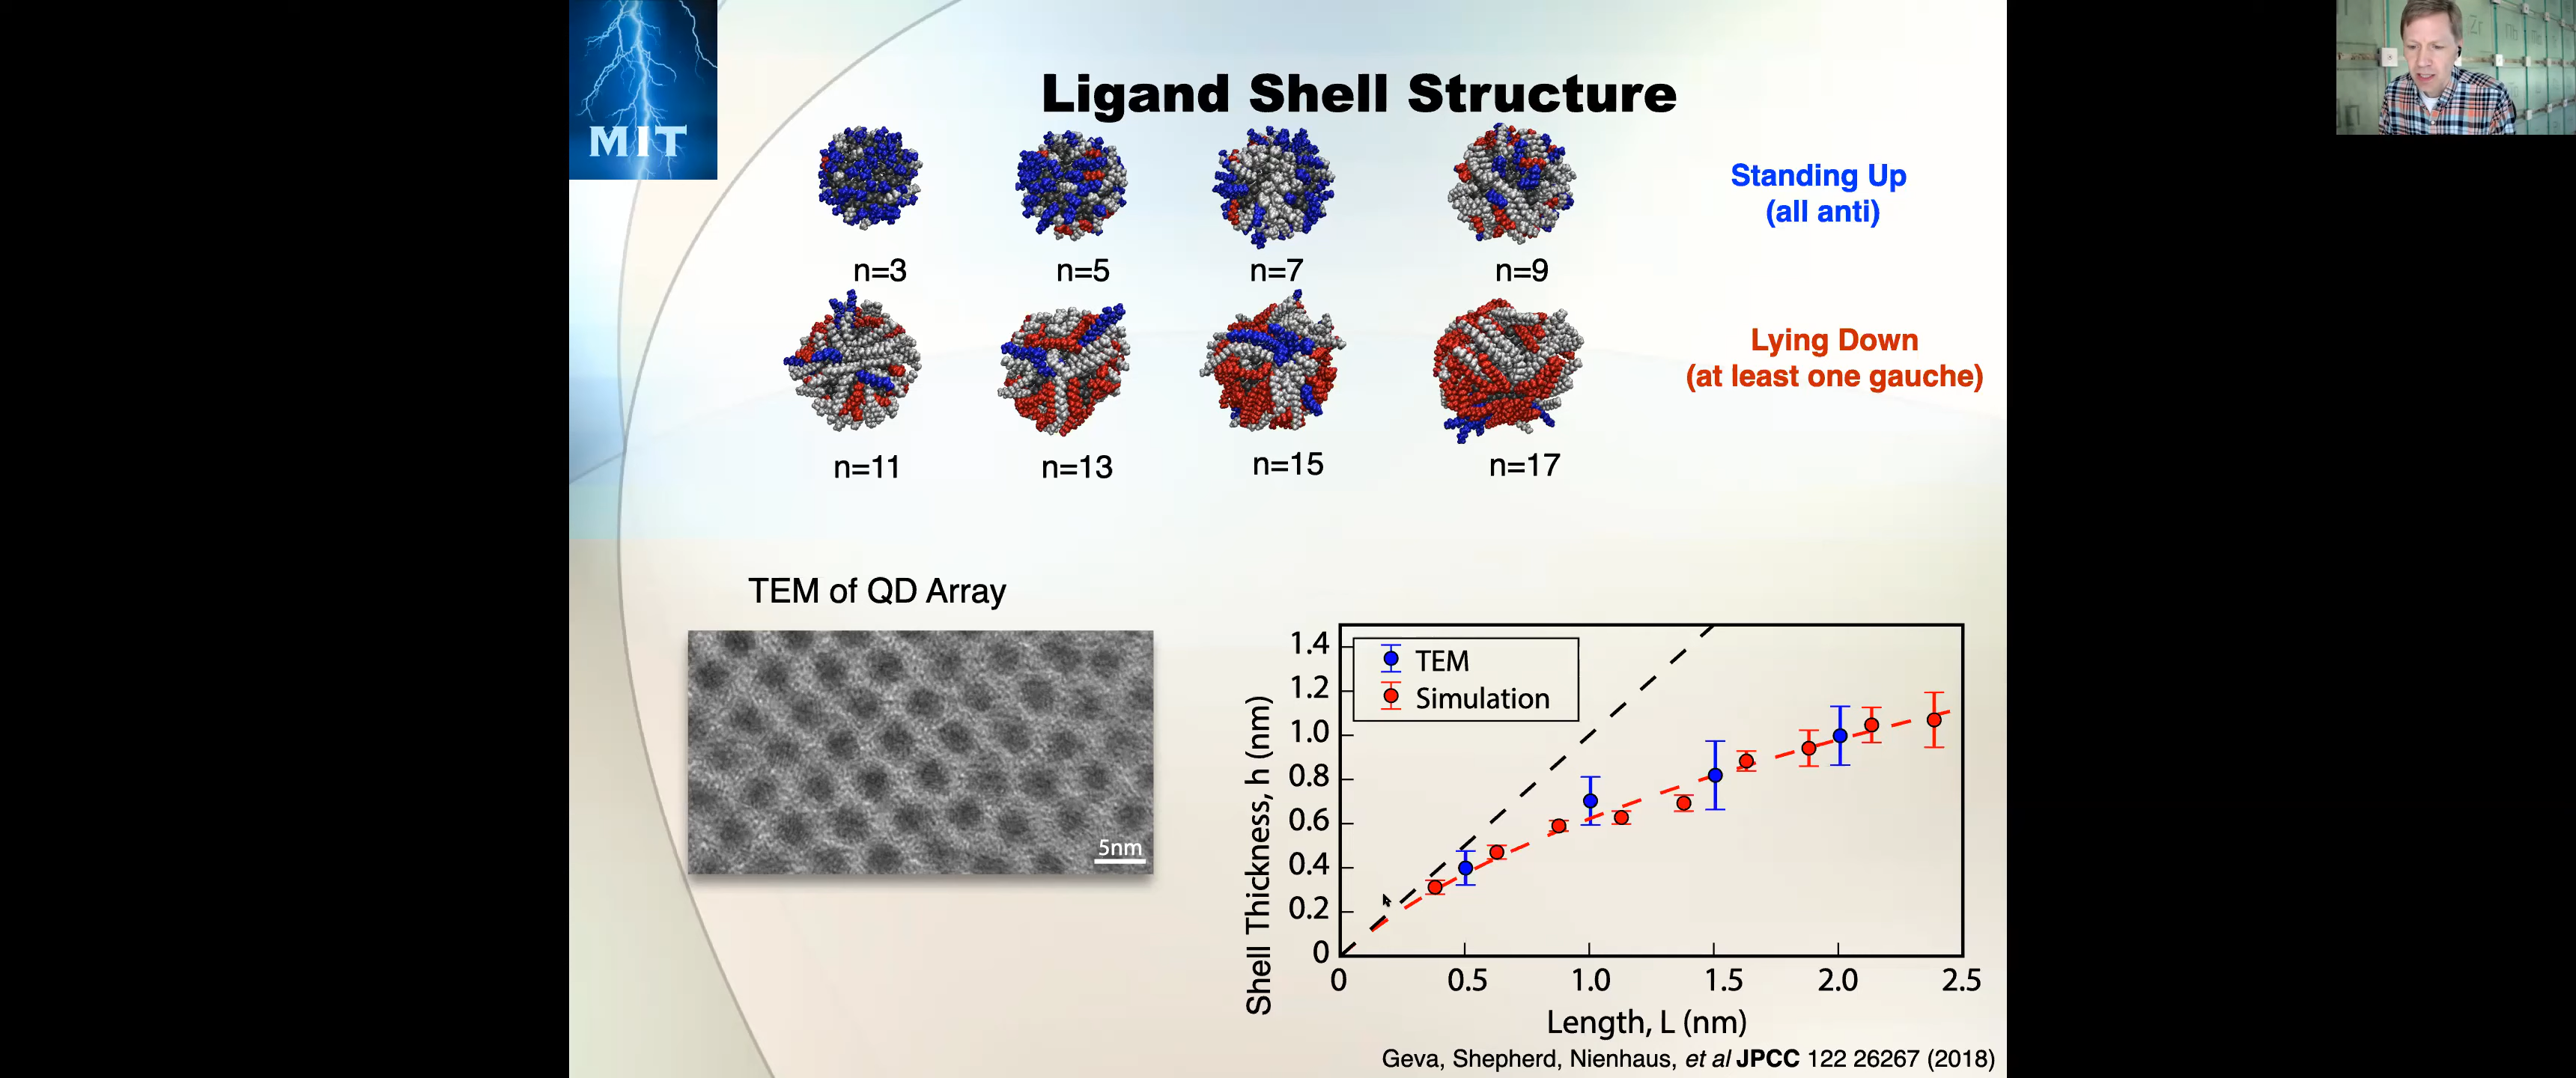 MIT
Ligand Shell Structure
Standing Up
(all anti)
n=3
n=5
n=7
n=9
Lying Down
(at least one gauche)
n=11
n=13
n=15
n=17
TEM of QD Array
5nm
TEM
Simulation
Shell Thickness, h (nm)
1.4
1.2
1.0
0.8
0.6
0.4
0.2
0
0
0.5
1.0
1.5
2.0
2.5
Length, L (nm)
Geva, Shepherd, Nienhaus, et al JPCC 122 26267 (2018)
Zr